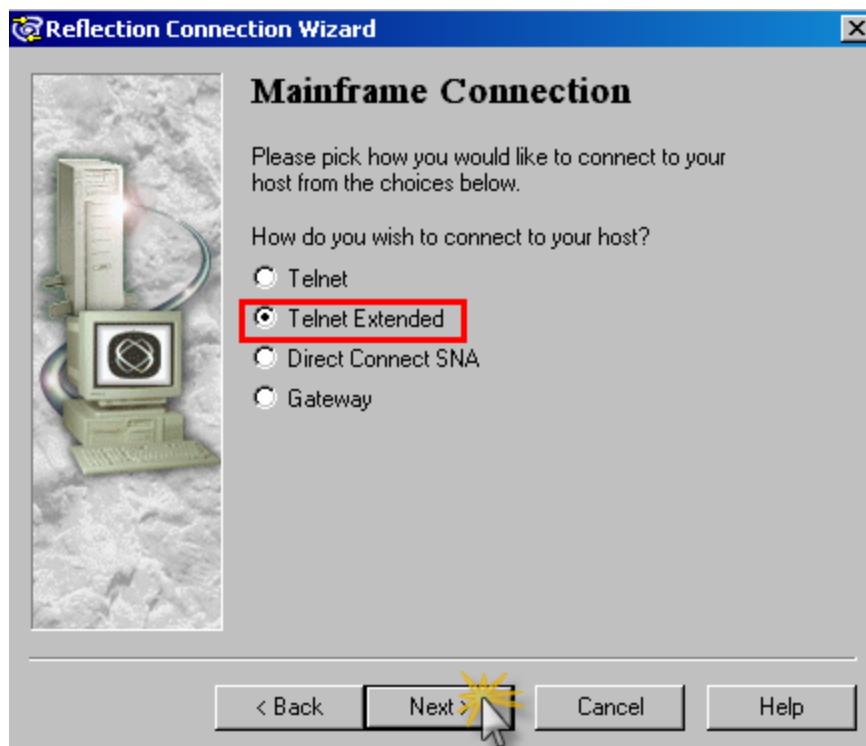 Reflection Connection Wizard
Mainframe Connection
Please pick how you would like to connect to your
host from the choices below.
How do you wish to connect to your host?
Telnet
Telnet Extended
Direct Connect SNA
Gateway
< Back
Next >
Cancel
Help